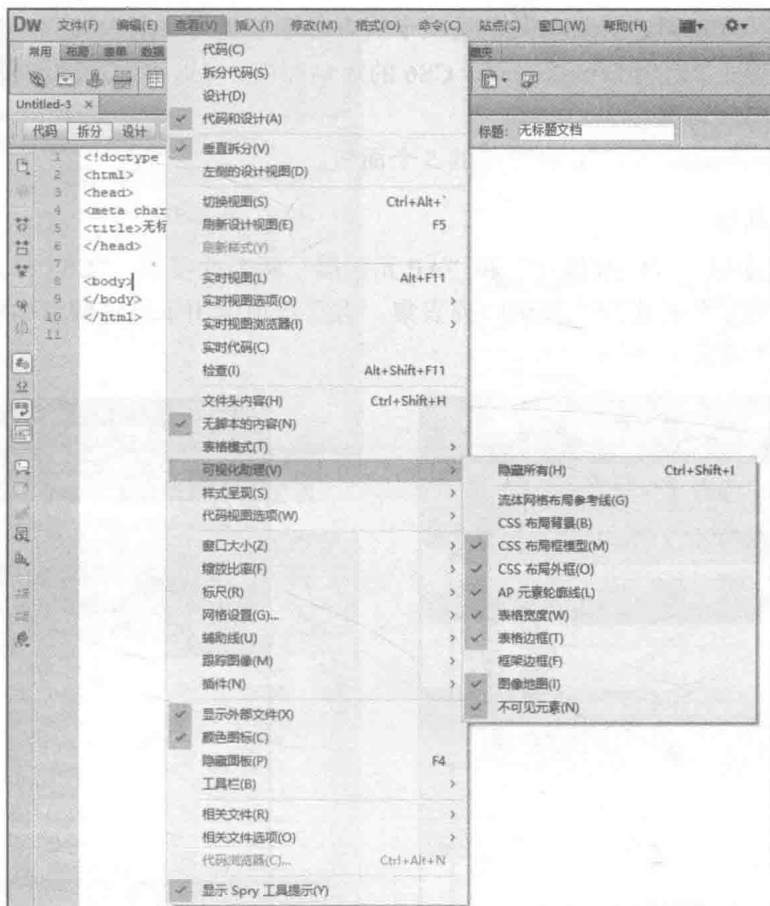 Dw 文件(F) 编辑(E) 查看(V) 插入(I) 修改(M) 格式(O) 命令(C) 站点(S) 窗口(W) 帮助(H)
常用 布局 表单 数据
Untitled-3 ×
代码 拆分 设计 标题: 无标题文档
1 <!doctype
2 <html>
3 <head>
4 <meta char
5 <title>无标
6 </head>
7
8 <body>
9 </body>
10 </html>
11
代码(C)
拆分代码(S)
设计(D)
代码和设计(A)
垂直拆分(V)
左侧的设计视图(D)
切换视图(S) Ctrl+Alt+`
刷新设计视图(E) F5
刷新样式(Y)
实时视图(L) Alt+F11
实时视图选项(O)
实时视图浏览器(I)
实时代码(C)
检查(I) Alt+Shift+F11
文件头内容(H) Ctrl+Shift+H
无脚本的内容(N)
表格模式(T)
可视化助理(V)
样式呈现(S)
代码视图选项(W)
窗口大小(Z)
缩放比率(F)
标尺(R)
网格设置(G)...
辅助线(U)
跟踪图像(M)
插件(N)
显示外部文件(X)
颜色图标(C)
隐藏面板(P) F4
工具栏(B)
相关文件(R)
相关文件选项(O)
代码浏览器(C)... Ctrl+Alt+N
显示 Spry 工具提示(Y)
隐藏所有(H) Ctrl+Shift+I
流体网格布局参考线(G)
CSS 布局背景(B)
CSS 布局框模型(M)
CSS 布局外框(O)
AP 元素轮廓线(L)
表格宽度(W)
表格边框(T)
框架边框(F)
图像地图(I)
不可见元素(N)